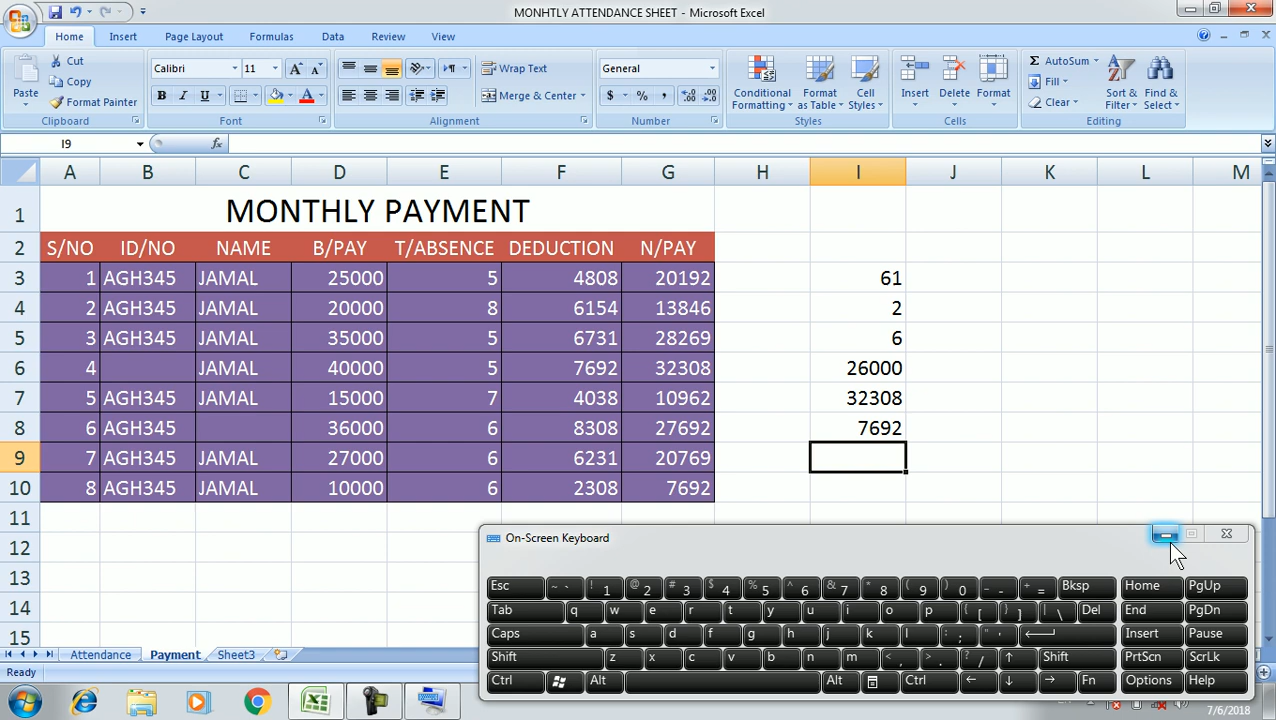 MONHTLY ATTENDANCE SHEET - Microsoft Excel
Home Insert Page Layout Formulas Data Review View
Paste
Cut
Copy
Format Painter
Clipboard
Calibri 11
B I U
Font
Wrap Text
Merge & Center
Alignment
General
$ % ,
Number
Conditional Formatting
Format as Table
Cell Styles
Styles
Insert Delete Format
Cells
AutoSum
Fill
Clear
Sort & Filter
Find & Select
Editing
I9 fx
A B C D E F G H I J K L M
1 MONTHLY PAYMENT
2 S/NO ID/NO NAME B/PAY T/ABSENCE DEDUCTION N/PAY
3 1 AGH345 JAMAL 25000 5 4808 20192 61
4 2 AGH345 JAMAL 20000 8 6154 13846 2
5 3 AGH345 JAMAL 35000 5 6731 28269 6
6 4 JAMAL 40000 5 7692 32308 26000
7 5 AGH345 JAMAL 15000 7 4038 10962 32308
8 6 AGH345 36000 6 8308 27692 7692
9 7 AGH345 JAMAL 27000 6 6231 20769
10 8 AGH345 JAMAL 10000 6 2308 7692
11
12
13
14
15
On-Screen Keyboard
Esc ~ ` ! 1 @ 2 # 3 $ 4 % 5 ^ 6 & 7 * 8 ( 9 ) 0 _ - + = Bksp Home PgUp
Tab q w e r t y u i o p { [ } ] | \ Del End PgDn
Caps a s d f g h j k l : ; " ' Insert Pause
Shift z x c v b n m < , > . ? / ↑ Shift PrtScn ScrLk
Ctrl Alt Alt Ctrl ← ↓ → Fn Options Help
Attendance Payment Sheet3
Ready
7/6/2018